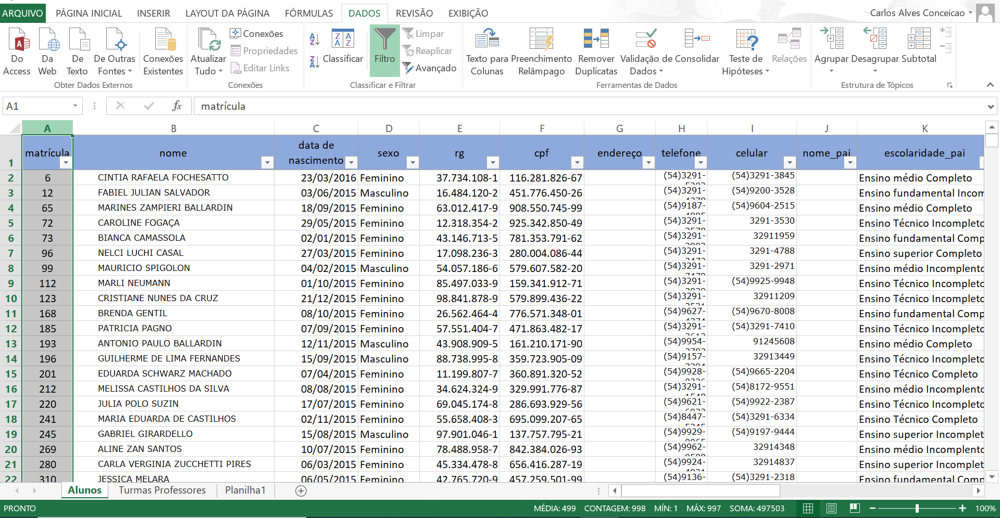 ARQUIVO PÁGINA INICIAL INSERIR LAYOUT DA PÁGINA FÓRMULAS DADOS REVISÃO EXIBIÇÃO Carlos Alves Conceicao
Do Access Da Web De Texto De Outras Fontes Conexões Existentes Atualizar Tudo Conexões Propriedades Editar Links Classificar Filtro Limpar Reaplicar Avançado Texto para Colunas Preenchimento Relâmpago Remover Duplicatas Validação de Dados Consolidar Teste de Hipóteses Relações Agrupar Desagrupar Subtotal
Obter Dados Externos Conexões Classificar e Filtrar Ferramentas de Dados Estrutura de Tópicos
A1 fx matrícula
A B C D E F G H I J K
1 matrícula nome data de nascimento sexo rg cpf endereço telefone celular nome_pai escolaridade_pai
2 6 CINTIA RAFAELA FOCHESATTO 23/03/2016 Feminino 37.734.108-1 116.281.826-67 (54)3291- (54)3291-3845 Ensino médio Completo
3 12 FABIEL JULIAN SALVADOR 03/06/2015 Masculino 16.484.120-2 451.776.450-26 (54)3291- (54)9200-3528 Ensino fundamental Incom
4 65 MARINES ZAMPIERI BALLARDIN 18/09/2015 Feminino 63.012.417-9 908.550.745-99 (54)9187- (54)9604-2515 Ensino médio Completo
5 72 CAROLINE FOGAÇA 29/05/2015 Feminino 12.318.354-2 925.342.850-49 (54)3291- 3291-3530 Ensino Técnico Incompleto
6 73 BIANCA CAMASSOLA 02/01/2015 Feminino 43.146.713-5 781.353.791-62 (54)3291- 32911959 Ensino fundamental Comp
7 96 NELCI LUCHI CASAL 27/03/2015 Feminino 17.098.236-3 280.004.086-44 (54)3291- 3291-4788 Ensino superior Completo
8 99 MAURICIO SPIGOLON 04/02/2015 Masculino 54.057.186-6 579.607.582-20 (54)3291- 3291-2971 Ensino médio Incomplento
9 112 MARLI NEUMANN 01/10/2015 Feminino 85.497.033-9 159.341.912-71 (54)3291- (54)9925-9948 Ensino Técnico Incompleto
10 123 CRISTIANE NUNES DA CRUZ 21/12/2015 Feminino 98.841.878-9 579.899.436-22 (54)3291- 32911209 Ensino Técnico Incompleto
11 168 BRENDA GENTIL 08/10/2015 Feminino 26.562.464-4 776.571.348-01 (54)9627- (54)9670-8008 Ensino fundamental Comp
12 185 PATRICIA PAGNO 07/09/2015 Feminino 57.551.404-7 471.863.482-17 (54)3291- (54)3291-7410 Ensino Técnico Incompleto
13 193 ANTONIO PAULO BALLARDIN 12/11/2015 Masculino 43.908.909-5 161.210.171-90 (54)9954- 91245608 Ensino médio Completo
14 196 GUILHERME DE LIMA FERNANDES 15/09/2015 Masculino 88.738.995-8 359.723.905-09 (54)9157- 32913449 Ensino Técnico Incompleto
15 201 EDUARDA SCHWARZ MACHADO 07/04/2015 Feminino 11.199.807-7 360.891.320-52 (54)9928- (54)9665-2204 Ensino Técnico Completo
16 212 MELISSA CASTILHOS DA SILVA 08/08/2015 Feminino 34.624.324-9 329.991.776-87 (54)3291- (54)8172-9551 Ensino médio Incomplento
17 220 JULIA POLO SUZIN 17/07/2015 Feminino 69.045.174-8 286.693.929-56 (54)9621- (54)9922-2387 Ensino Técnico Incompleto
18 241 MARIA EDUARDA DE CASTILHOS 02/11/2015 Feminino 55.658.408-3 695.099.207-65 (54)8447- (54)3291-6334 Ensino Técnico Completo
19 245 GABRIEL GIRARDELLO 15/08/2015 Masculino 97.901.046-1 137.757.795-21 (54)9929- (54)9197-9444 Ensino superior Incomplet
20 269 ALINE ZAN SANTOS 10/07/2015 Feminino 78.488.958-7 842.384.026-93 (54)9962- 32914348 Ensino médio Incomplento
21 280 CARLA VERGINIA ZUCCHETTI PIRES 06/03/2015 Feminino 45.334.478-8 656.416.287-19 (54)9924- 32914837 Ensino superior Incomplet
22 310 JESSICA MELARA 06/05/2015 Feminino 42.765.720-9 457.259.501-99 (54)9136- (54)3291-2318 Ensino fundamental Comp
Alunos Turmas Professores Planilha1
PRONTO MÉDIA: 499 CONTAGEM: 998 MÍN: 1 MÁX: 997 SOMA: 497503 100%